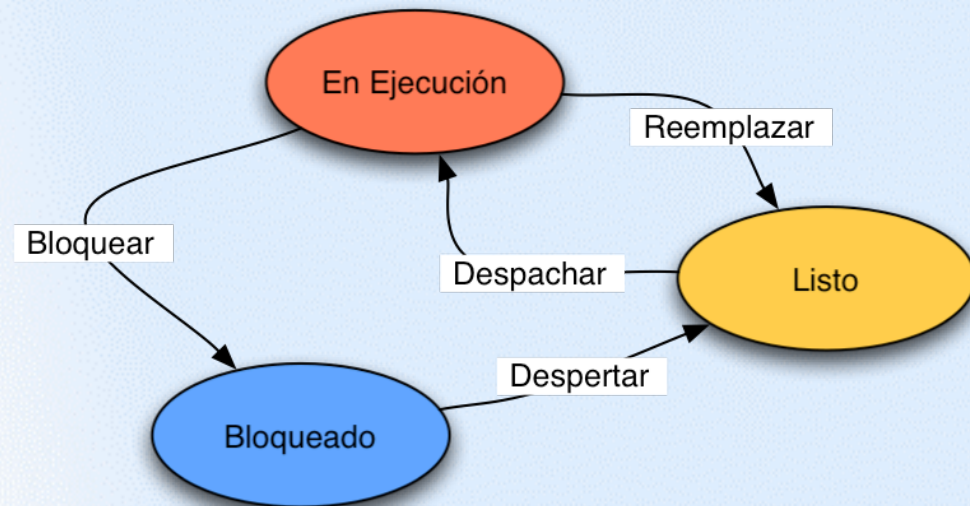 En Ejecución
Reemplazar
Bloquear
Despachar
Listo
Despertar
Bloqueado